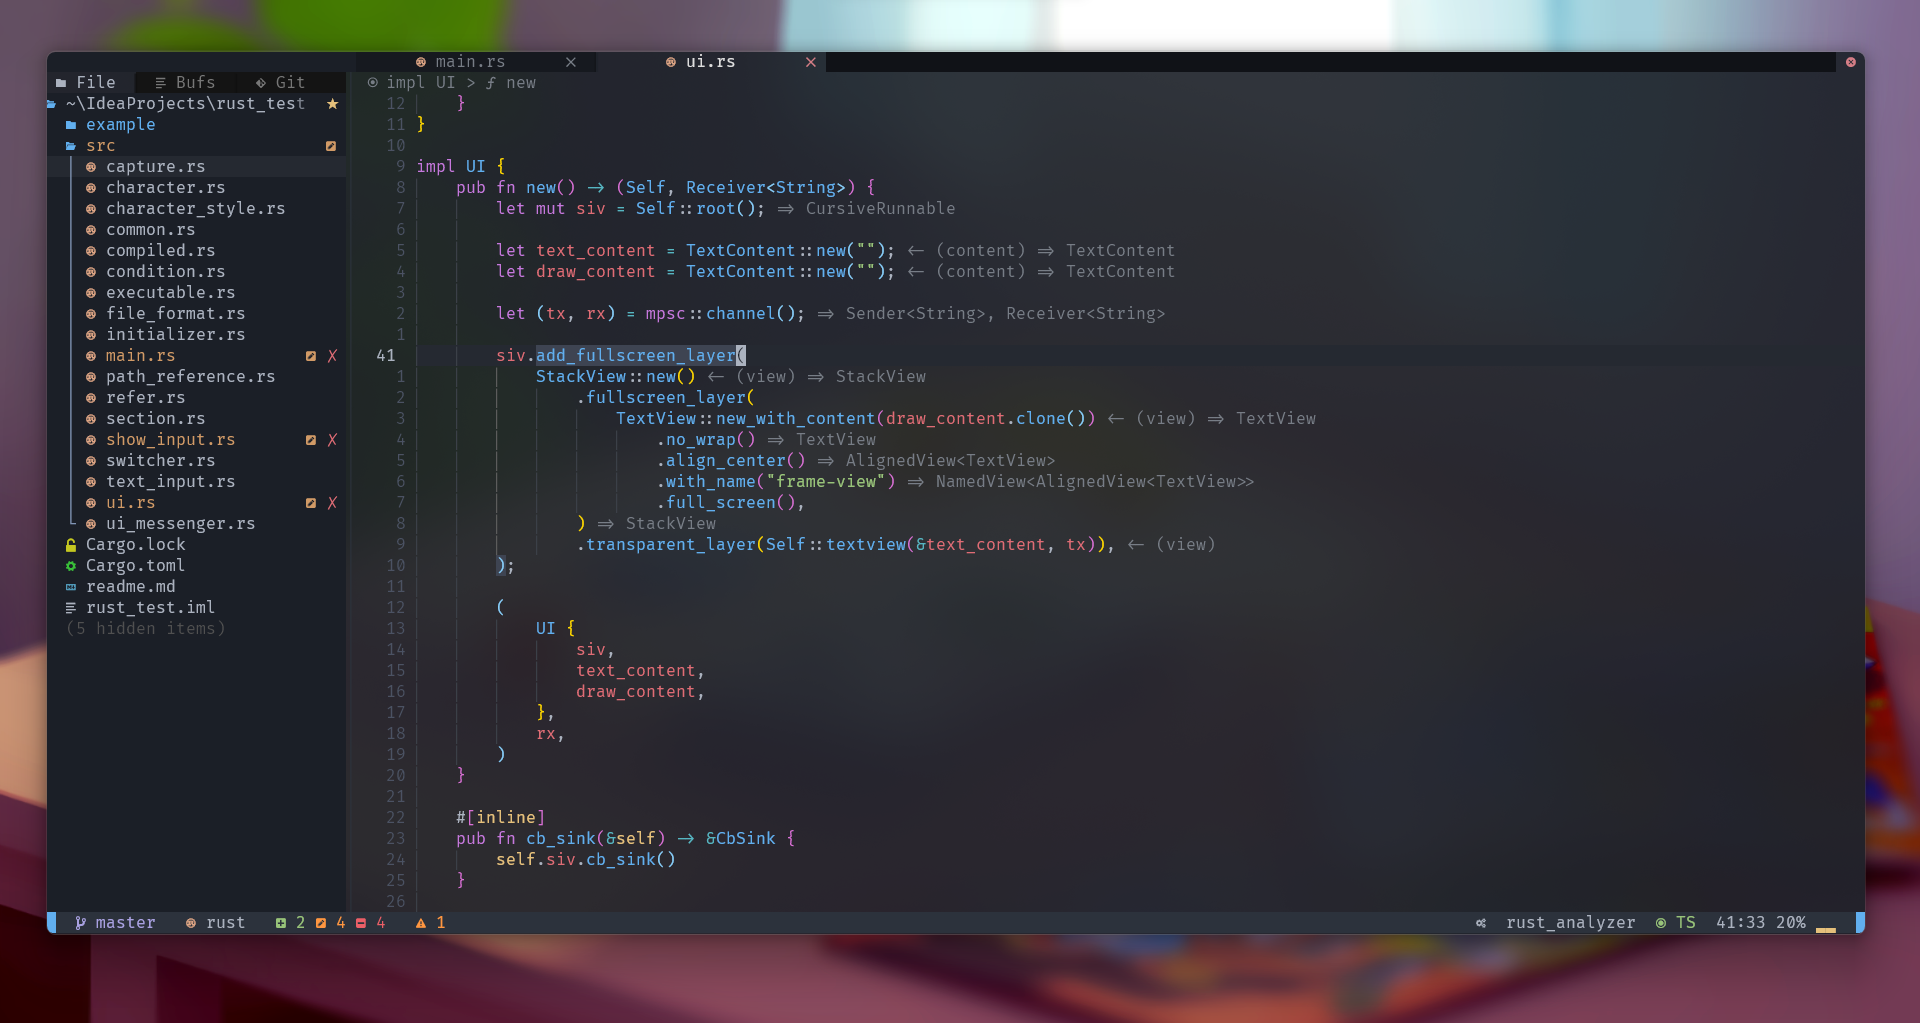 main.rs ui.rs
File Bufs Git
impl UI > ƒ new
~\IdeaProjects\rust_test
example
src
capture.rs
character.rs
character_style.rs
common.rs
compiled.rs
condition.rs
executable.rs
file_format.rs
initializer.rs
main.rs
path_reference.rs
refer.rs
section.rs
show_input.rs
switcher.rs
text_input.rs
ui.rs
ui_messenger.rs
Cargo.lock
Cargo.toml
readme.md
rust_test.iml
(5 hidden items)
12 }
11 }
10
9 impl UI {
8 pub fn new() -> (Self, Receiver<String>) {
7 let mut siv = Self::root(); => CursiveRunnable
6
5 let text_content = TextContent::new(""); <- (content) => TextContent
4 let draw_content = TextContent::new(""); <- (content) => TextContent
3
2 let (tx, rx) = mpsc::channel(); => Sender<String>, Receiver<String>
1
41 siv.add_fullscreen_layer(
1 StackView::new() <- (view) => StackView
2 .fullscreen_layer(
3 TextView::new_with_content(draw_content.clone()) <- (view) => TextView
4 .no_wrap() => TextView
5 .align_center() => AlignedView<TextView>
6 .with_name("frame-view") => NamedView<AlignedView<TextView>>
7 .full_screen(),
8 ) => StackView
9 .transparent_layer(Self::textview(&text_content, tx)), <- (view)
10 );
11
12 (
13 UI {
14 siv,
15 text_content,
16 draw_content,
17 },
18 rx,
19 )
20 }
21
22 #[inline]
23 pub fn cb_sink(&self) -> &CbSink {
24 self.siv.cb_sink()
25 }
26
master rust 2 4 4 1 rust_analyzer TS 41:33 20%